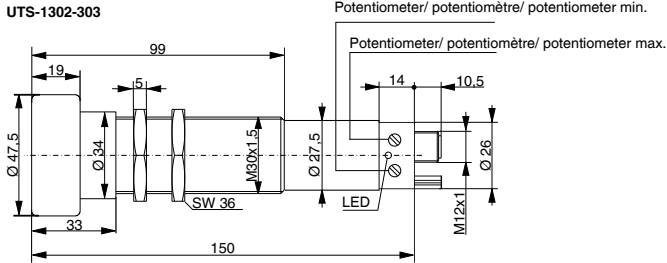 UTS-1302-303
Potentiometer/ potentiomètre/ potentiometer min.
Potentiometer/ potentiomètre/ potentiometer max.
99
19
5
14
10,5
Ø 47,5
Ø 34
M30x1,5
Ø 27,5
Ø 26
M12x1
SW 36
LED
33
150